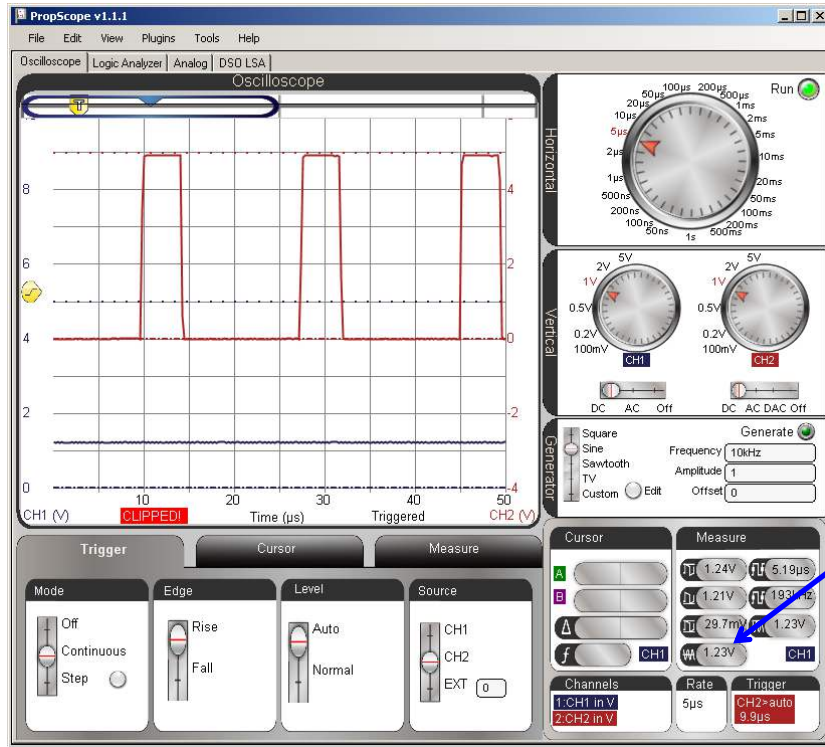 PropScope v1.1.1
File Edit View Plugins Tools Help
Oscilloscope Logic Analyzer Analog DSO LSA
Oscilloscope
T
8
6
4
2
0
4
2
0
-2
-4
10 20 30 40 50
CH1 (V) CLIPPED! Time (µs) Triggered CH2 (V)
Horizontal
Run
50ns
100ns
200ns
500ns
1µs
2µs
5µs
10µs
20µs
50µs
100µs
200µs
500µs
1ms
2ms
5ms
10ms
20ms
50ms
100ms
200ms
500ms
1s
Vertical
5V
2V
1V
0.5V
0.2V
100mV
CH1
DC AC Off
5V
2V
1V
0.5V
0.2V
100mV
CH2
DC AC DAC Off
Generator
Square
Sine
Sawtooth
TV
Custom
Edit
Generate
Frequency 10kHz
Amplitude 1
Offset 0
Trigger Cursor Measure
Mode
Off
Continuous
Step
Edge
Rise
Fall
Level
Auto
Normal
Source
CH1
CH2
EXT 0
Cursor
A
B
Δ
f CH1
Measure
1.24V 5.19µs
1.21V 193kHz
29.7mV 1.23V
1.23V CH1
Channels
1:CH1 in V
2:CH2 in V
Rate
5µs
Trigger
CH2>auto
9.9µs